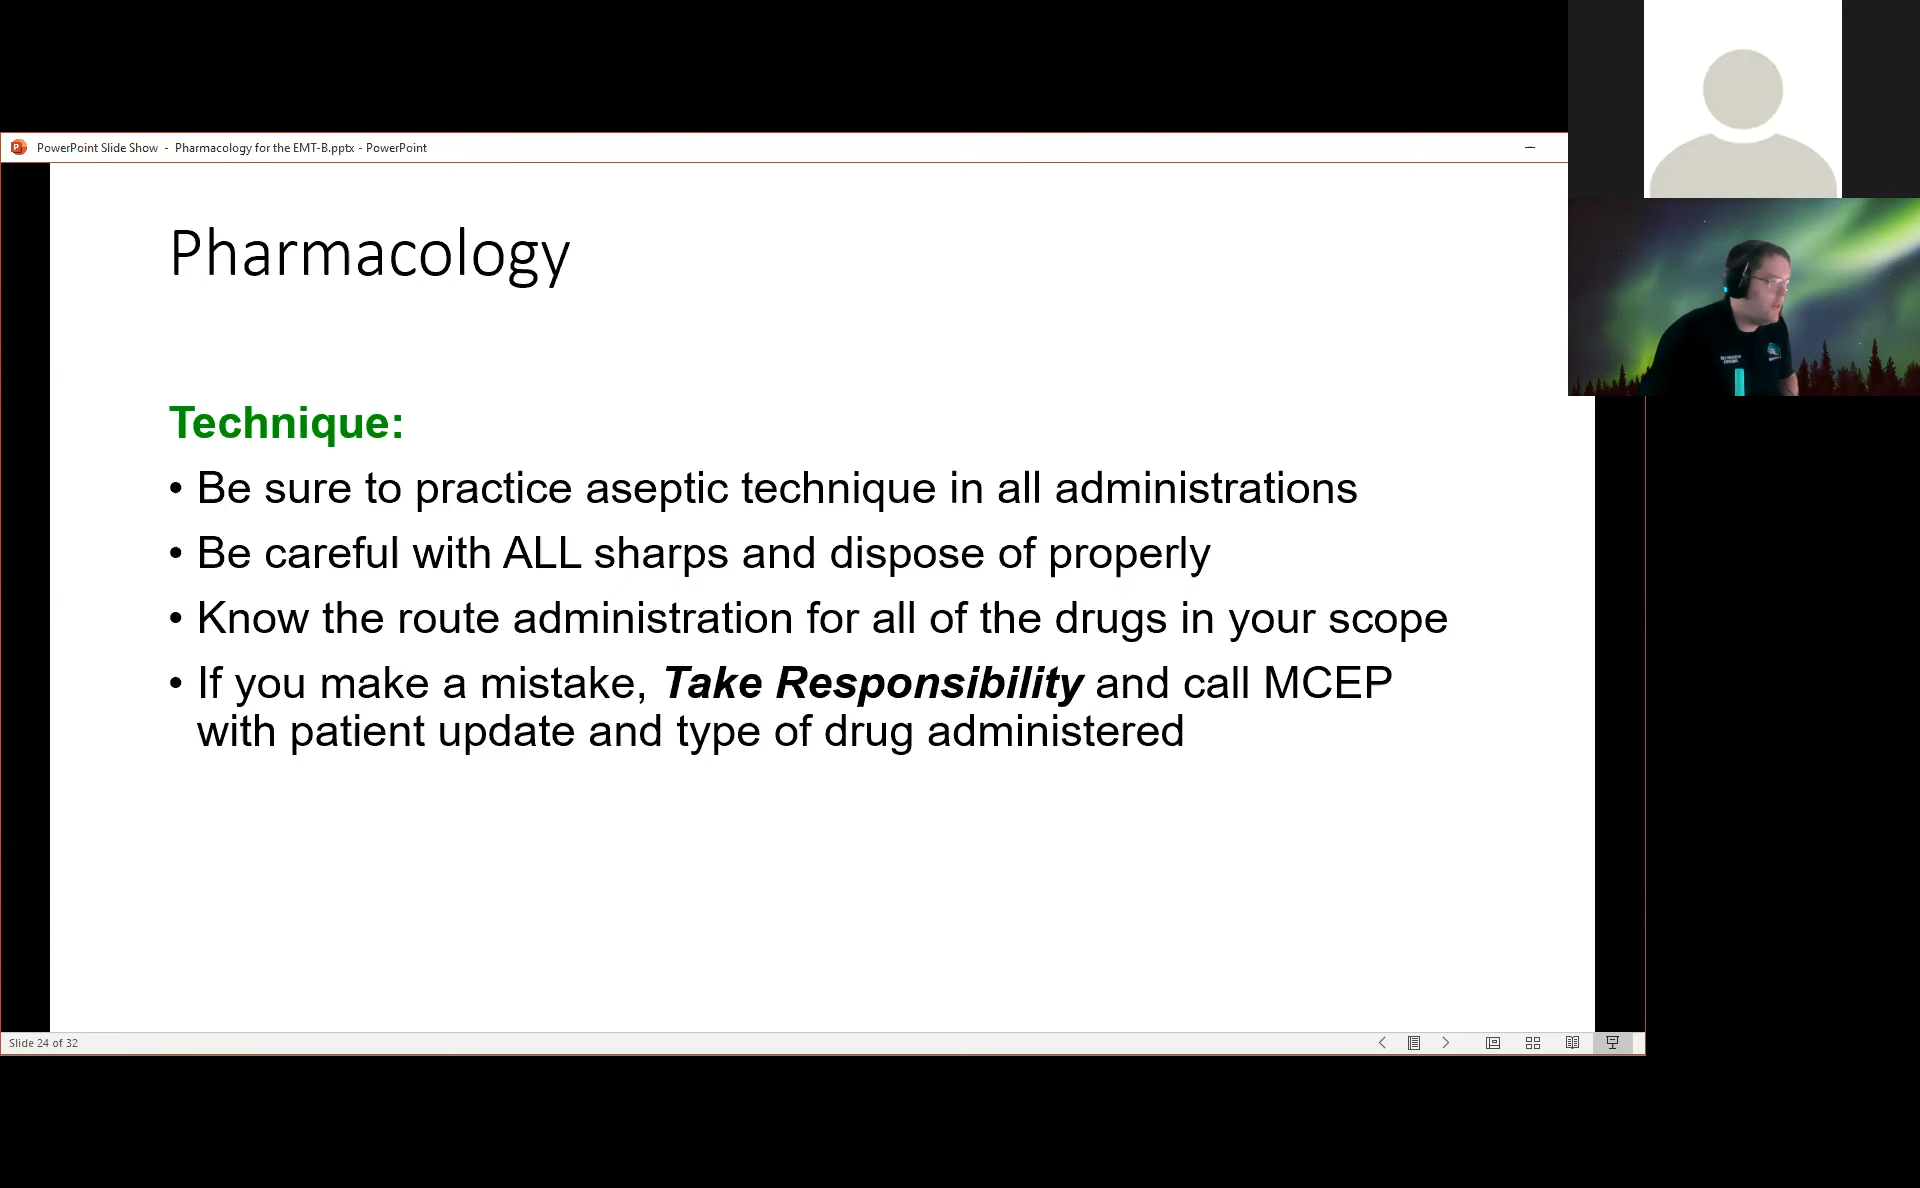 PowerPoint Slide Show - Pharmacology for the EMT-B.pptx - PowerPoint
Pharmacology
Technique:
• Be sure to practice aseptic technique in all administrations
• Be careful with ALL sharps and dispose of properly
• Know the route administration for all of the drugs in your scope
• If you make a mistake, Take Responsibility and call MCEP
with patient update and type of drug administered
Slide 24 of 32